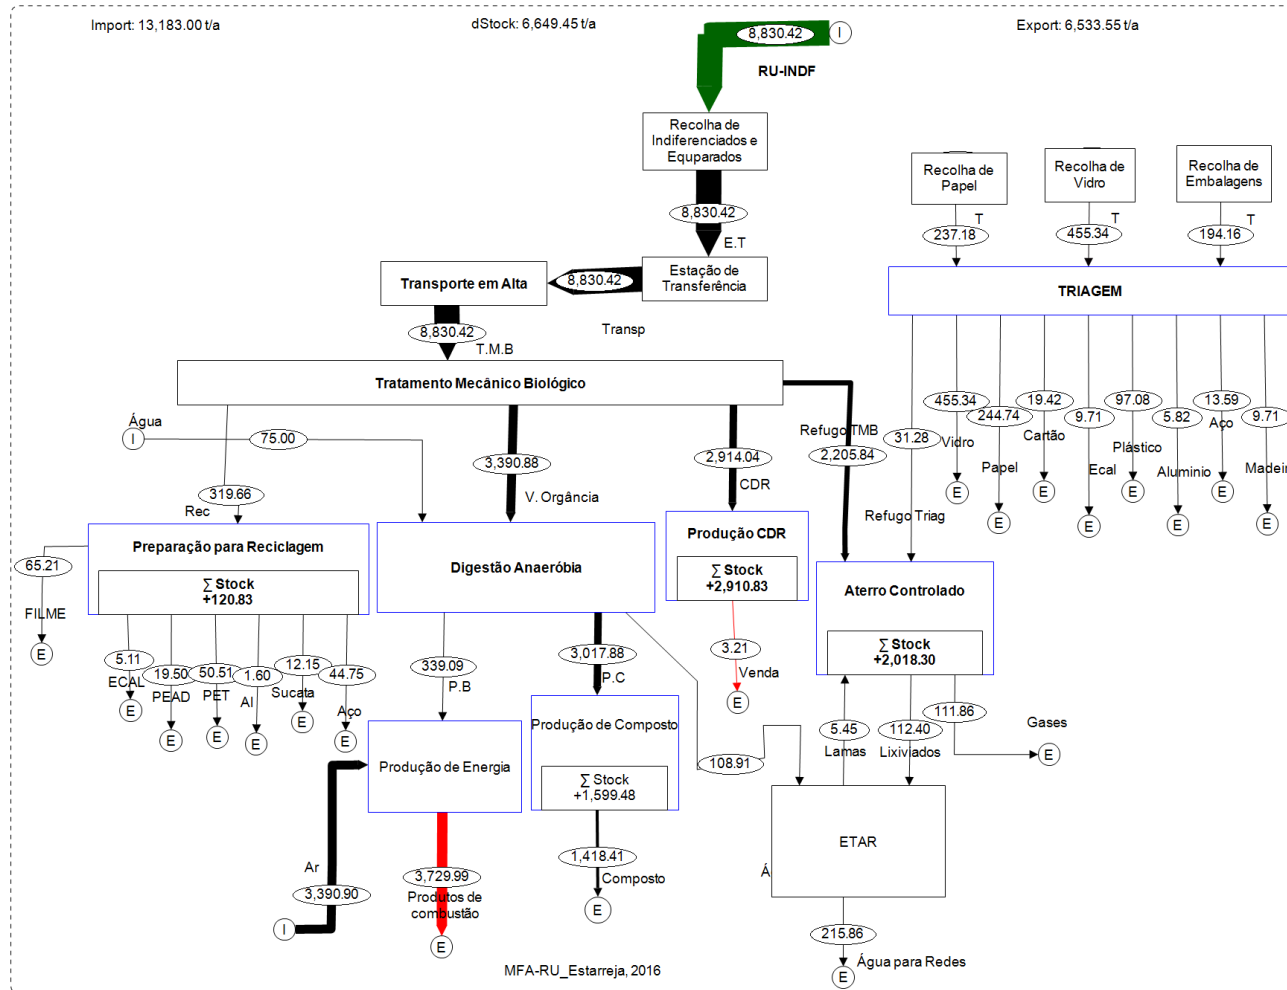 Import: 13,183.00 t/a
dStock: 6,649.45 t/a
Export: 6,533.55 t/a
8,830.42
I
RU-INDF
Recolha de
Indiferenciados e
Equparados
Recolha de
Papel
Recolha de
Vidro
Recolha de
Embalagens
8,830.42
E.T
T
237.18
T
455.34
T
194.16
Estação de
Transferência
8,830.42
Transporte em Alta
TRIAGEM
8,830.42
Transp
T.M.B
Tratamento Mecânico Biológico
Água
I
75.00
3,390.88
V. Orgância
2,914.04
CDR
Refugo TMB
2,205.84
31.28
Refugo Triag
455.34
Vidro
244.74
Papel
19.42
Cartão
9.71
Ecal
97.08
Plástico
5.82
Aluminio
13.59
Aço
9.71
Madeir
E
E
E
E
E
E
E
E
319.66
Rec
Preparação para Reciclagem
∑ Stock
+120.83
Digestão Anaeróbia
Produção CDR
∑ Stock
+2,910.83
Aterro Controlado
∑ Stock
+2,018.30
65.21
FILME
E
5.11
ECAL
E
19.50
PEAD
E
50.51
PET
E
1.60
Al
E
12.15
Sucata
E
44.75
Aço
E
339.09
P.B
3,017.88
P.C
3.21
Venda
E
108.91
5.45
Lamas
112.40
Lixiviados
111.86
Gases
E
Produção de Energia
Produção de Composto
∑ Stock
+1,599.48
ETAR
Á
Ar
3,390.90
I
3,729.99
Produtos de
combustão
E
1,418.41
Composto
E
215.86
Água para Redes
E
MFA-RU_Estarreja, 2016